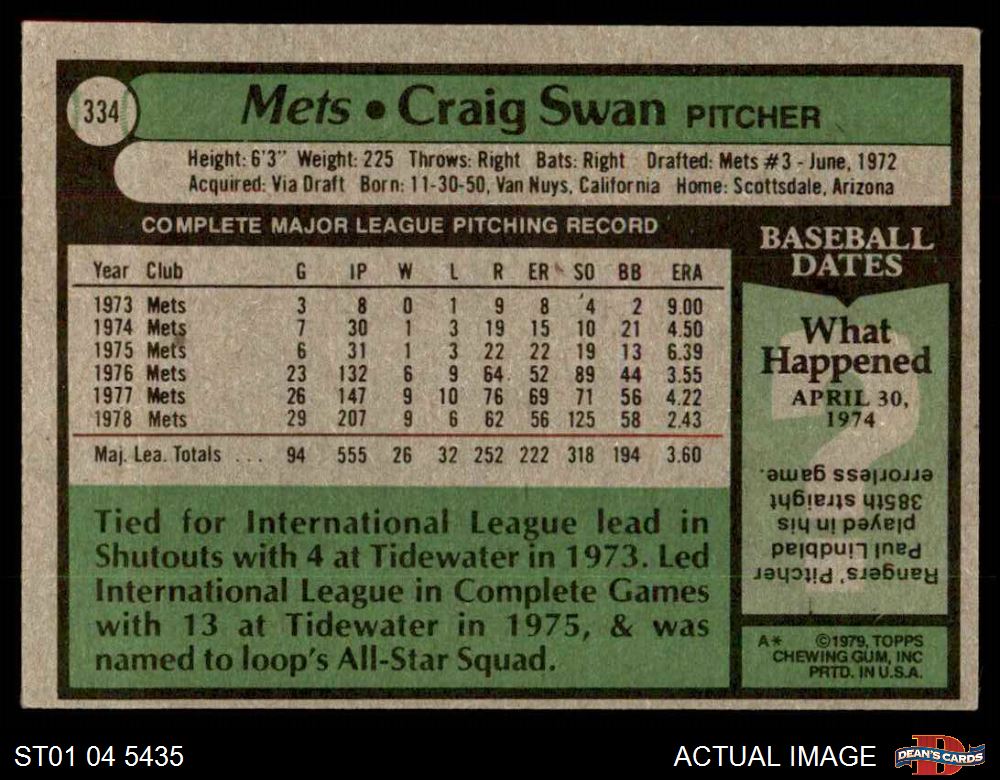 334
Mets • Craig Swan PITCHER
Height: 6'3" Weight: 225 Throws: Right Bats: Right Drafted: Mets #3 - June, 1972
Acquired: Via Draft Born: 11-30-50, Van Nuys, California Home: Scottsdale, Arizona
COMPLETE MAJOR LEAGUE PITCHING RECORD
Year Club G IP W L R ER SO BB ERA
1973 Mets 3 8 0 1 9 8 4 2 9.00
1974 Mets 7 30 1 3 19 15 10 21 4.50
1975 Mets 6 31 1 3 22 22 19 13 6.39
1976 Mets 23 132 6 9 64 52 89 44 3.55
1977 Mets 26 147 9 10 76 69 71 56 4.22
1978 Mets 29 207 9 6 62 56 125 58 2.43
Maj. Lea. Totals ... 94 555 26 32 252 222 318 194 3.60
Tied for International League lead in
Shutouts with 4 at Tidewater in 1973. Led
International League in Complete Games
with 13 at Tidewater in 1975, & was
named to loop's All-Star Squad.
BASEBALL
DATES
What
Happened
APRIL 30,
1974
?
Rangers' Pitcher
Paul Lindblad
played in his
385th straight
errorless game.
A* ©1979, TOPPS
CHEWING GUM, INC
PRTD. IN U.S.A.
ST01 04 5435
ACTUAL IMAGE
D
DEAN'S CARDS